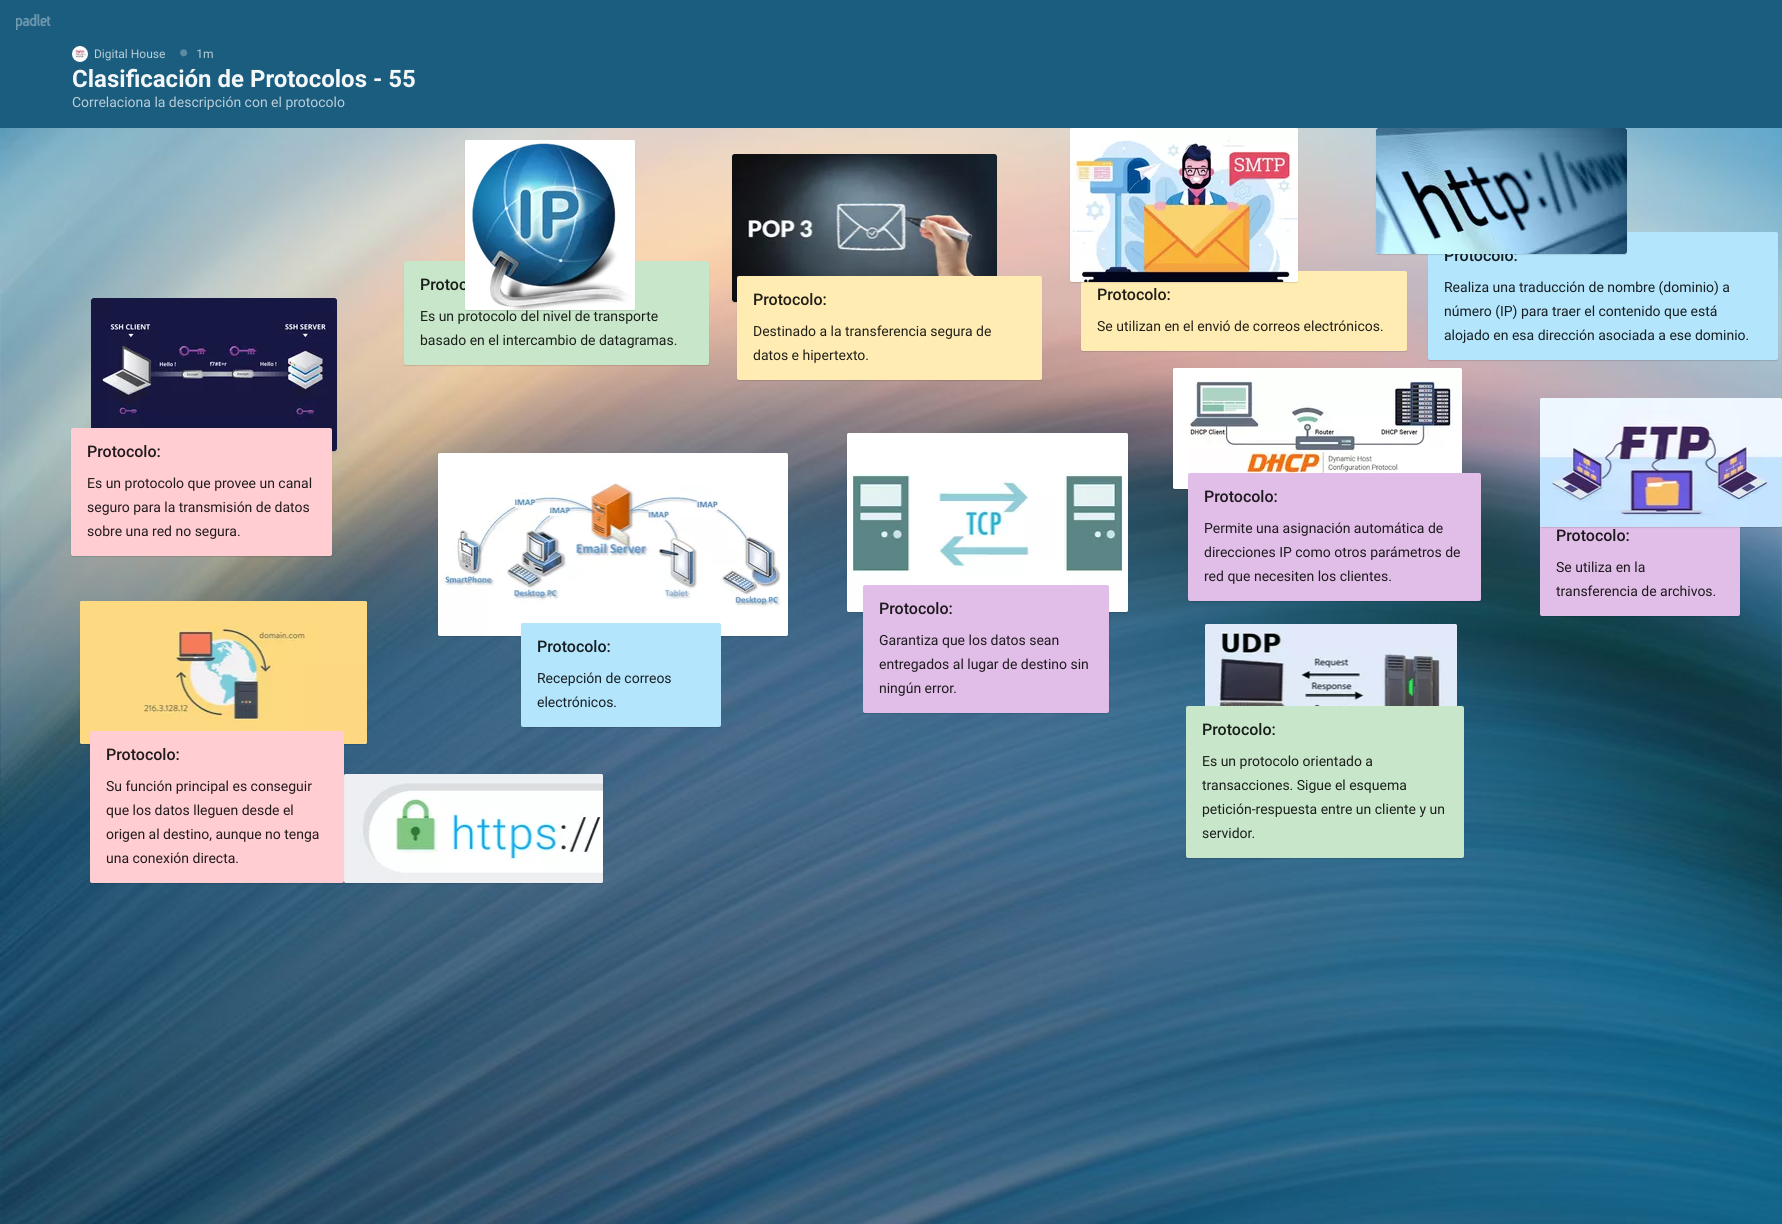 padlet
Digital House • 1m
Clasificación de Protocolos - 55
Correlaciona la descripción con el protocolo
IP
Protoc
Es un protocolo del nivel de transporte
basado en el intercambio de datagramas.
POP 3
Protocolo:
Destinado a la transferencia segura de
datos e hipertexto.
SMTP
Protocolo:
Se utilizan en el envió de correos electrónicos.
http://www
Protocolo:
Realiza una traducción de nombre (dominio) a
número (IP) para traer el contenido que está
alojado en esa dirección asociada a ese dominio.
SSH CLIENT
SSH SERVER
Hello !
Hello !
Protocolo:
Es un protocolo que provee un canal
seguro para la transmisión de datos
sobre una red no segura.
IMAP
IMAP
IMAP
IMAP
Email Server
SmartPhone
Desktop PC
Tablet
Desktop PC
Protocolo:
Recepción de correos
electrónicos.
TCP
Protocolo:
Garantiza que los datos sean
entregados al lugar de destino sin
ningún error.
DHCP Client
Router
DHCP Server
DHCP
Dynamic Host
Configuration Protocol
Protocolo:
Permite una asignación automática de
direcciones IP como otros parámetros de
red que necesiten los clientes.
FTP
Protocolo:
Se utiliza en la
transferencia de archivos.
domain.com
216.3.128.12
Protocolo:
Su función principal es conseguir
que los datos lleguen desde el
origen al destino, aunque no tenga
una conexión directa.
https://
UDP
Request
Response
Protocolo:
Es un protocolo orientado a
transacciones. Sigue el esquema
petición-respuesta entre un cliente y un
servidor.